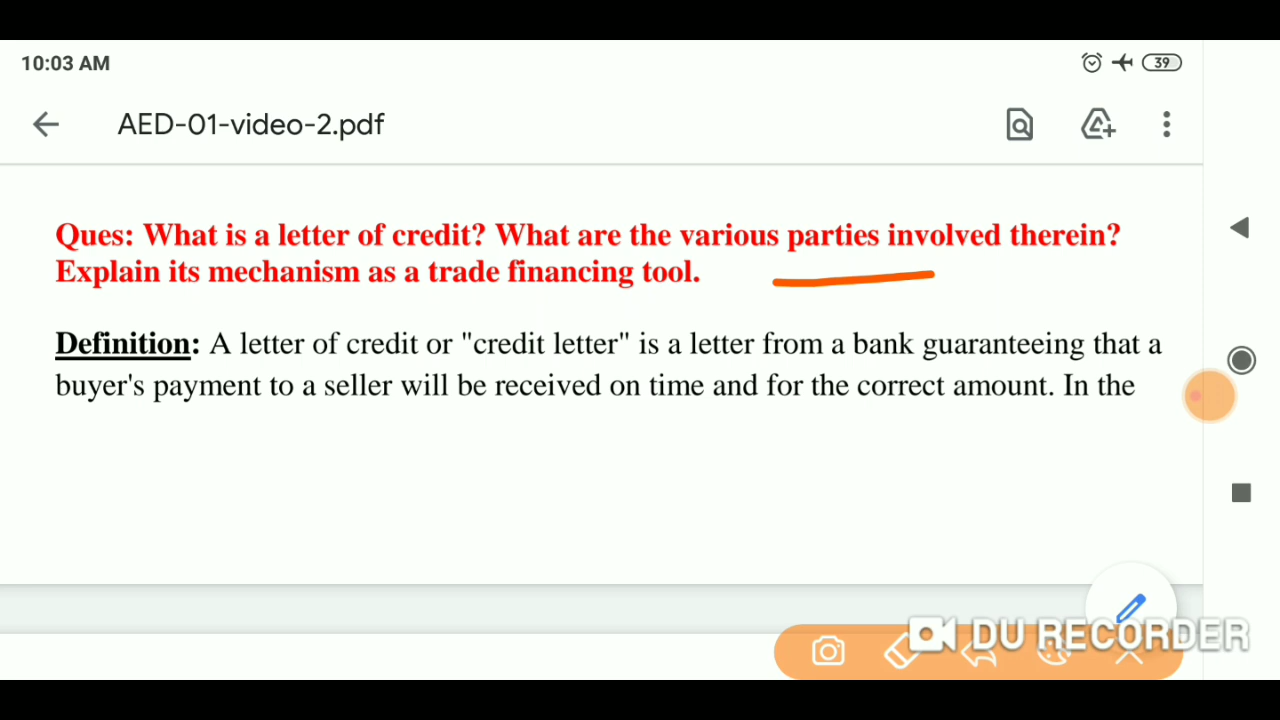 10:03 AM
39
AED-01-video-2.pdf
Ques: What is a letter of credit? What are the various parties involved therein?
Explain its mechanism as a trade financing tool.
Definition: A letter of credit or "credit letter" is a letter from a bank guaranteeing that a
buyer's payment to a seller will be received on time and for the correct amount. In the
DU RECORDER